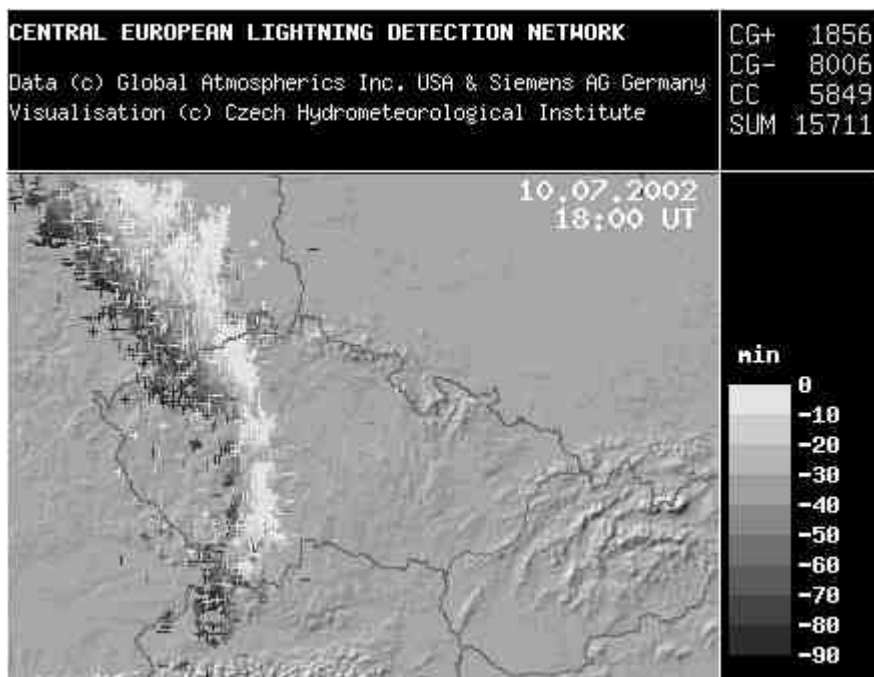 CENTRAL EUROPEAN LIGHTNING DETECTION NETWORK
Data (c) Global Atmospherics Inc. USA & Siemens AG Germany
Visualisation (c) Czech Hydrometeorological Institute
CG+ 1856
CG- 8006
CC 5849
SUM 15711
10.07.2002
18:00 UT
min
0
-10
-20
-30
-40
-50
-60
-70
-80
-90